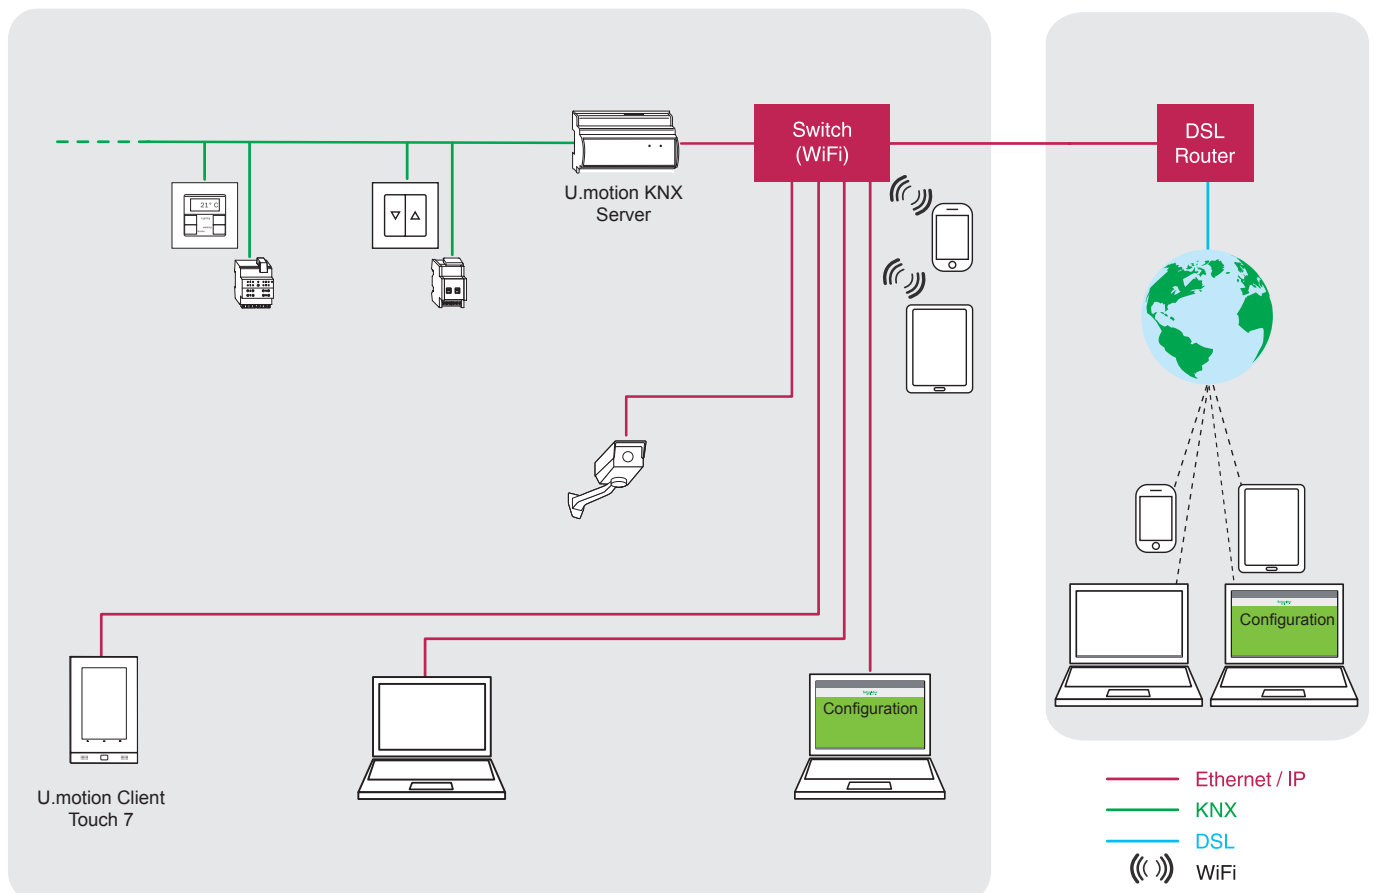 Switch
(WiFi)
DSL
Router
U.motion KNX
Server
21° C
Configuration
Configuration
U.motion Client
Touch 7
Ethernet / IP
KNX
DSL
WiFi